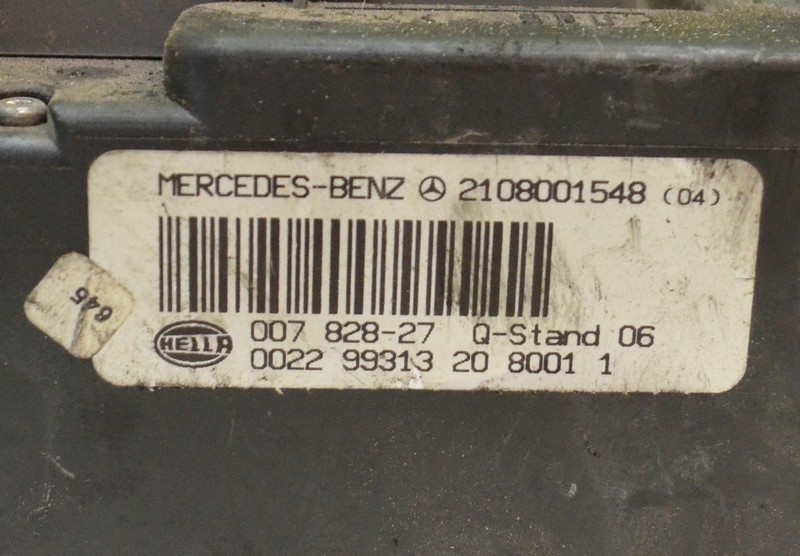 MERCEDES-BENZ 2108001548 (04)
HELLA 007 828-27 Q-Stand 06
0022 99313 20 8001 1
645